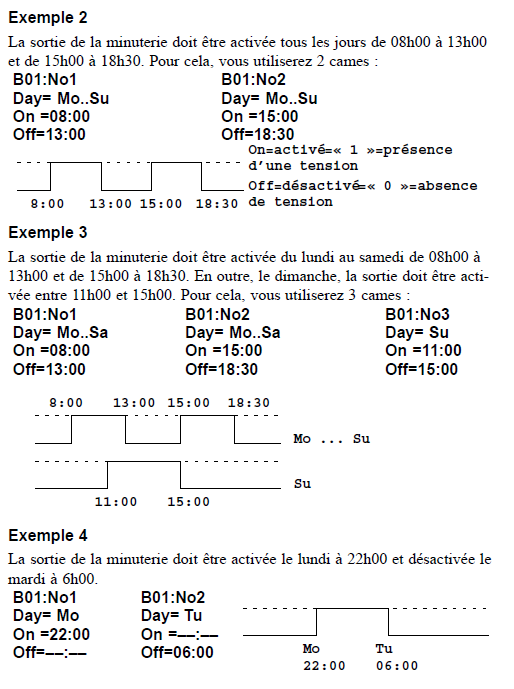 Exemple 2
La sortie de la minuterie doit être activée tous les jours de 08h00 à 13h00
et de 15h00 à 18h30. Pour cela, vous utiliserez 2 cames :
B01:No1 B01:No2
Day= Mo..Su Day= Mo..Su
On =08:00 On =15:00
Off=13:00 Off=18:30
On=activé=« 1 »=présence
d'une tension
Off=désactivé=« 0 »=absence
de tension
8:00 13:00 15:00 18:30
Exemple 3
La sortie de la minuterie doit être activée du lundi au samedi de 08h00 à
13h00 et de 15h00 à 18h30. En outre, le dimanche, la sortie doit être acti-
vée entre 11h00 et 15h00. Pour cela, vous utiliserez 3 cames :
B01:No1 B01:No2 B01:No3
Day= Mo..Sa Day= Mo..Sa Day= Su
On =08:00 On =15:00 On =11:00
Off=13:00 Off=18:30 Off=15:00
8:00 13:00 15:00 18:30
Mo ... Su
Su
11:00 15:00
Exemple 4
La sortie de la minuterie doit être activée le lundi à 22h00 et désactivée le
mardi à 6h00.
B01:No1 B01:No2
Day= Mo Day= Tu
On =22:00 On =––:––
Off=––:–– Off=06:00
Mo Tu
22:00 06:00